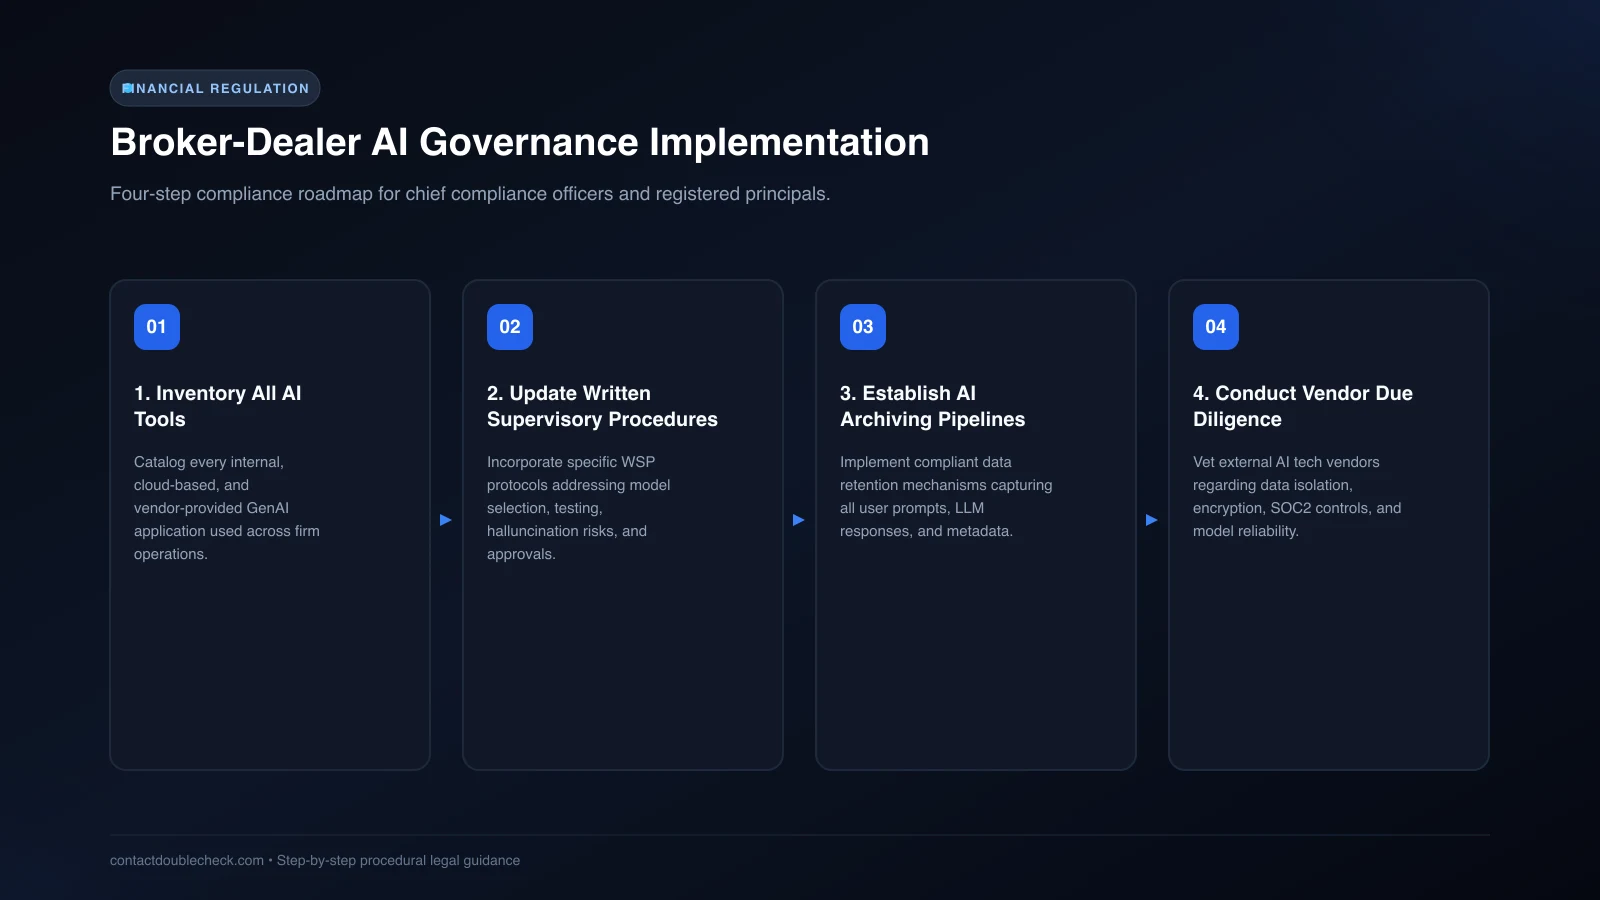 FINANCIAL REGULATION
Broker-Dealer AI Governance Implementation
Four-step compliance roadmap for chief compliance officers and registered principals.
01
1. Inventory All AI
Tools
Catalog every internal,
cloud-based, and
vendor-provided GenAI
application used across firm
operations.
02
2. Update Written
Supervisory Procedures
Incorporate specific WSP
protocols addressing model
selection, testing,
halluncination risks, and
approvals.
03
3. Establish AI
Archiving Pipelines
Implement compliant data
retention mechanisms capturing
all user prompts, LLM
responses, and metadata.
04
4. Conduct Vendor Due
Diligence
Vet external AI tech vendors
regarding data isolation,
encryption, SOC2 controls, and
model reliability.
contactdoublecheck.com • Step-by-step procedural legal guidance